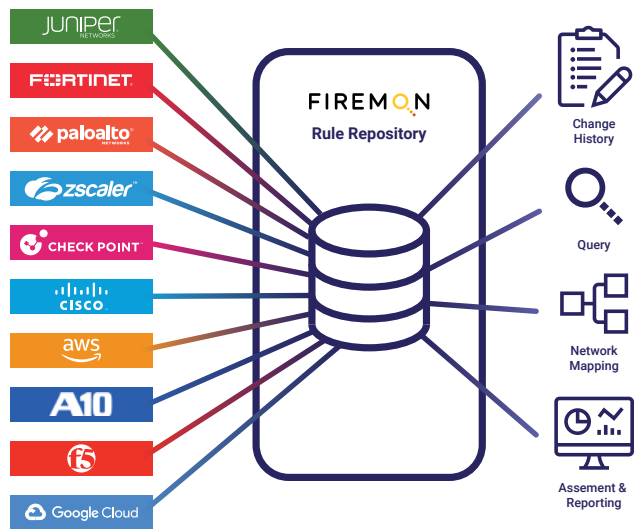 JUNIPER
NETWORKS
FORTINET
paloalto
NETWORKS
zscaler™
CHECK POINT
CISCO
aws
A10
f5
Google Cloud
FIREMON
Rule Repository
Change
History
Query
Network
Mapping
Assement &
Reporting